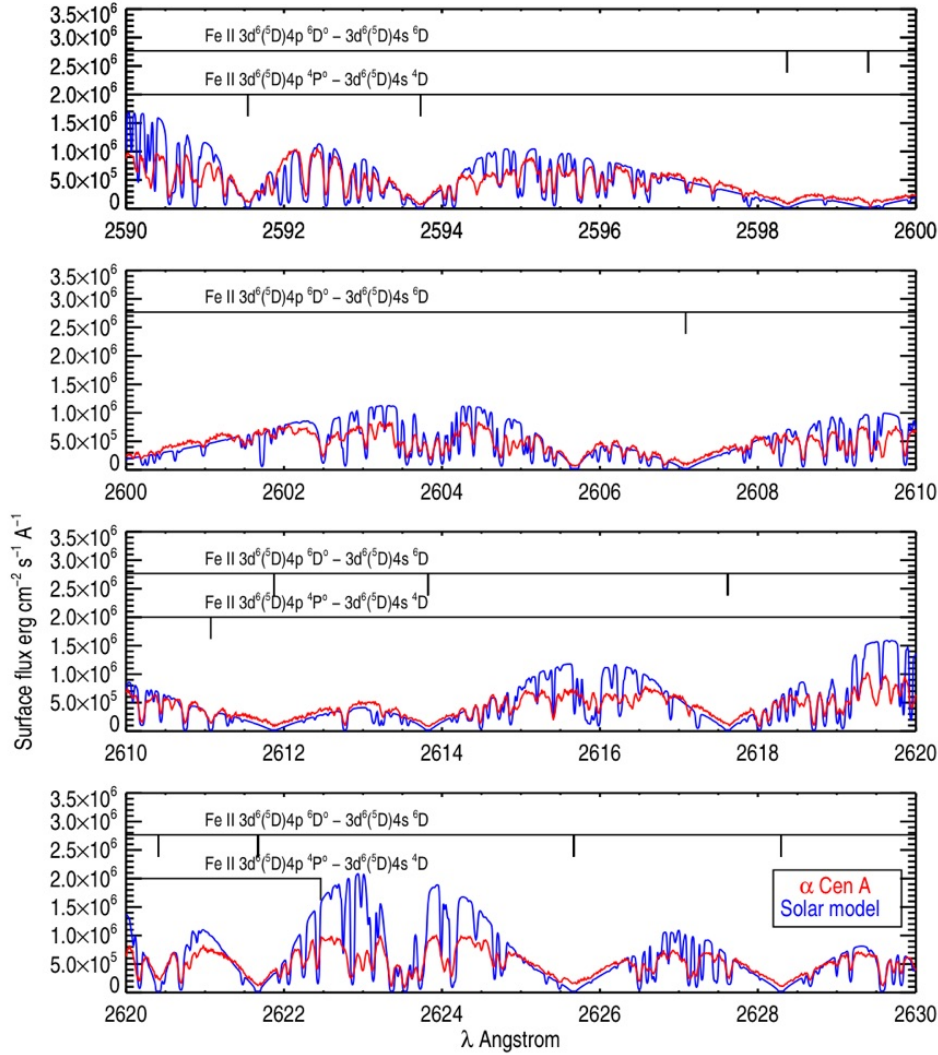 3.5×10⁶
3.0×10⁶
2.5×10⁶
2.0×10⁶
1.5×10⁶
1.0×10⁶
5.0×10⁵
0
Fe II 3d⁶(⁵D)4p ⁶Dᵒ − 3d⁶(⁵D)4s ⁶D
Fe II 3d⁶(⁵D)4p ⁴Pᵒ − 3d⁶(⁵D)4s ⁴D
2590 2592 2594 2596 2598 2600
3.5×10⁶
3.0×10⁶
2.5×10⁶
2.0×10⁶
1.5×10⁶
1.0×10⁶
5.0×10⁵
0
Fe II 3d⁶(⁵D)4p ⁶Dᵒ − 3d⁶(⁵D)4s ⁶D
2600 2602 2604 2606 2608 2610
Surface flux erg cm⁻² s⁻¹ A⁻¹
3.5×10⁶
3.0×10⁶
2.5×10⁶
2.0×10⁶
1.5×10⁶
1.0×10⁶
5.0×10⁵
0
Fe II 3d⁶(⁵D)4p ⁶Dᵒ − 3d⁶(⁵D)4s ⁶D
Fe II 3d⁶(⁵D)4p ⁴Pᵒ − 3d⁶(⁵D)4s ⁴D
2610 2612 2614 2616 2618 2620
3.5×10⁶
3.0×10⁶
2.5×10⁶
2.0×10⁶
1.5×10⁶
1.0×10⁶
5.0×10⁵
0
Fe II 3d⁶(⁵D)4p ⁶Dᵒ − 3d⁶(⁵D)4s ⁶D
Fe II 3d⁶(⁵D)4p ⁴Pᵒ − 3d⁶(⁵D)4s ⁴D
α Cen A
Solar model
2620 2622 2624 2626 2628 2630
λ Angstrom